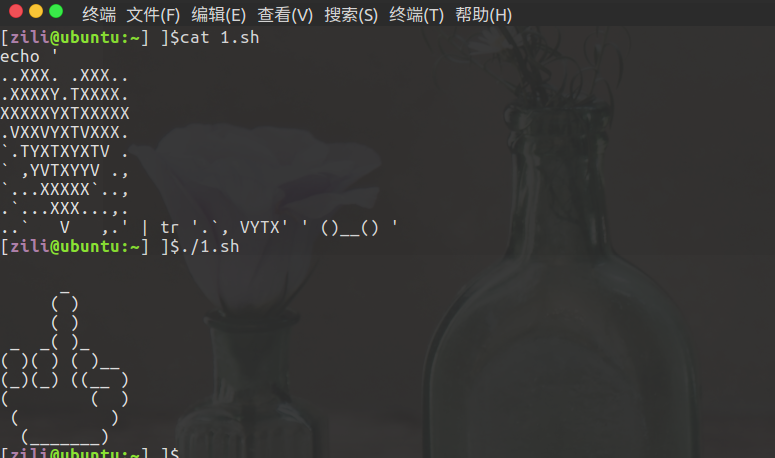 终端 文件(F) 编辑(E) 查看(V) 搜索(S) 终端(T) 帮助(H)
[zili@ubuntu:~] ]$cat 1.sh
echo '
..XXX. .XXX..
.XXXXY.TXXXX.
XXXXXYXTXXXXX
.VXXVYXTVXXX.
`.TYXTXYXTV .
` ,YVTXYYV .,
`...XXXXX`..,
.`...XXX...,.
..`   V   ,.' | tr '.`, VYTX' ' ()__() '
[zili@ubuntu:~] ]$./1.sh
      _
     ( )
     ( )
 _  _( )_
( )( ) ( )__
(_)(_) ((__ )
(        (  )
 (         )
  (_______)
[zili@ubuntu:~] ]$